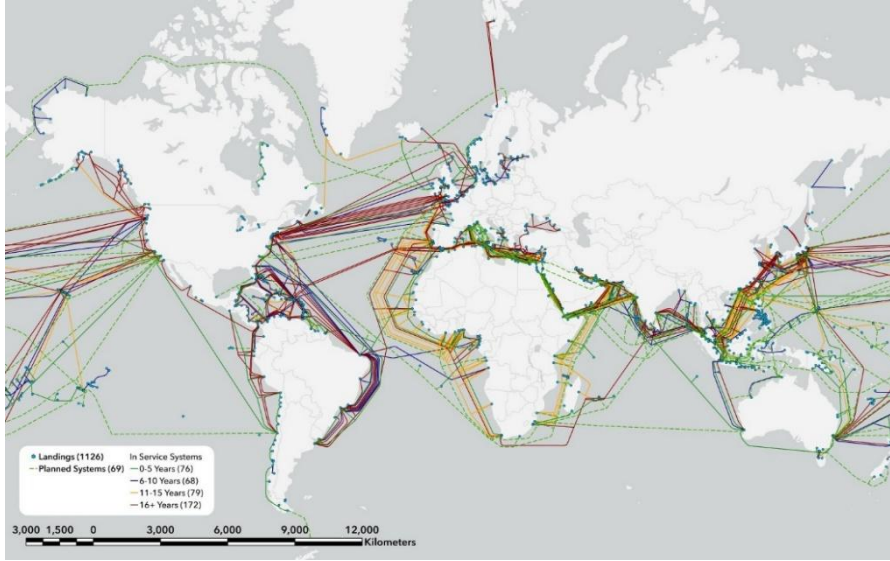 Landings (1126)
Planned Systems (69)
In Service Systems
0-5 Years (76)
6-10 Years (68)
11-15 Years (79)
16+ Years (172)
3,000 1,500 0 3,000 6,000 9,000 12,000
Kilometers